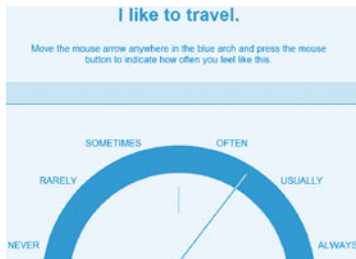 I like to travel.
Move the mouse arrow anywhere in the blue arch and press the mouse
button to indicate how often you feel like this.
SOMETIMES OFTEN
RARELY USUALLY
NEVER ALWAYS